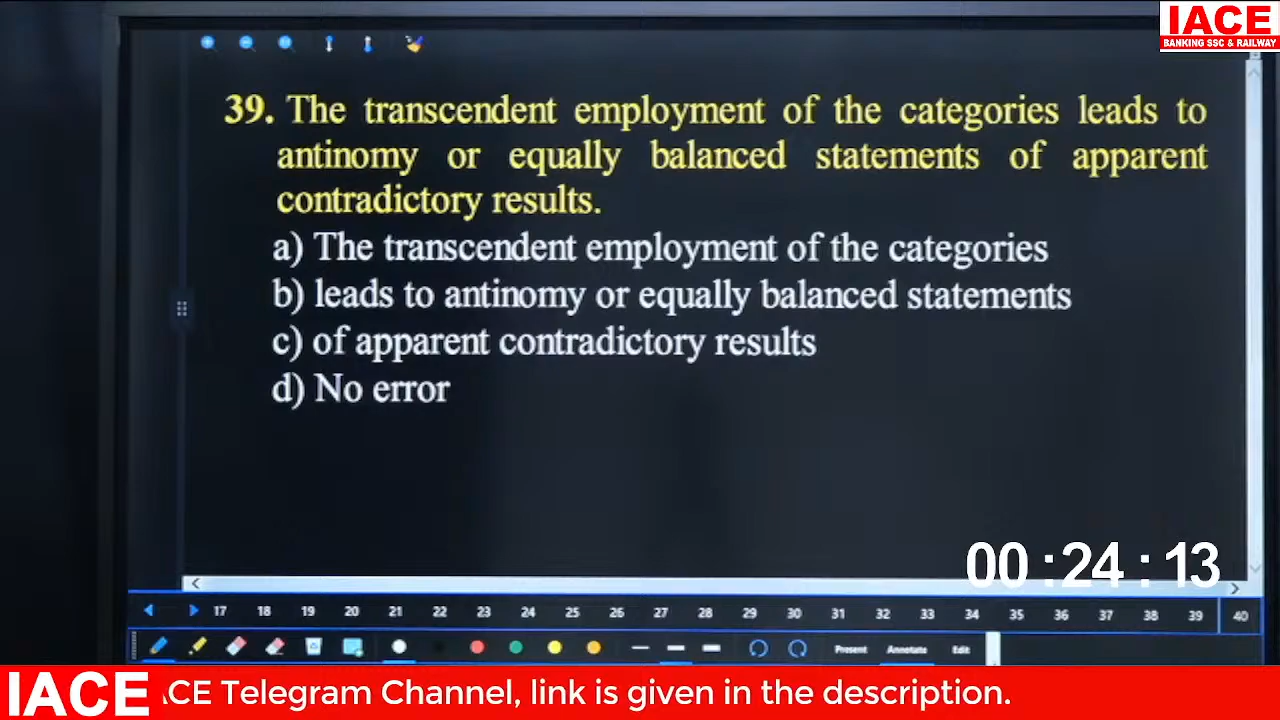 IACE
BANKING SSC & RAILWAY
39. The transcendent employment of the categories leads to
antinomy or equally balanced statements of apparent
contradictory results.
a) The transcendent employment of the categories
b) leads to antinomy or equally balanced statements
c) of apparent contradictory results
d) No error
00 : 24 : 13
17 18 19 20 21 22 23 24 25 26 27 28 29 30 31 32 33 34 35 36 37 38 39 40
Present Annotate Edit
IACE CE Telegram Channel, link is given in the description.